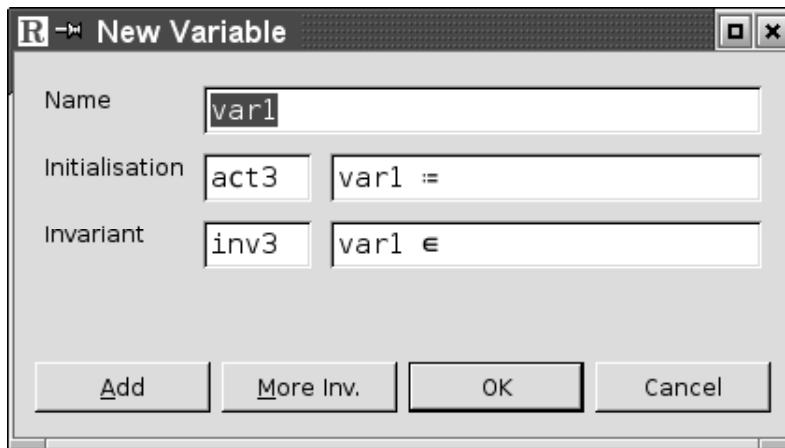 R New Variable
Name var1
Initialisation act3 var1 ≔
Invariant inv3 var1 ∈
Add More Inv. OK Cancel